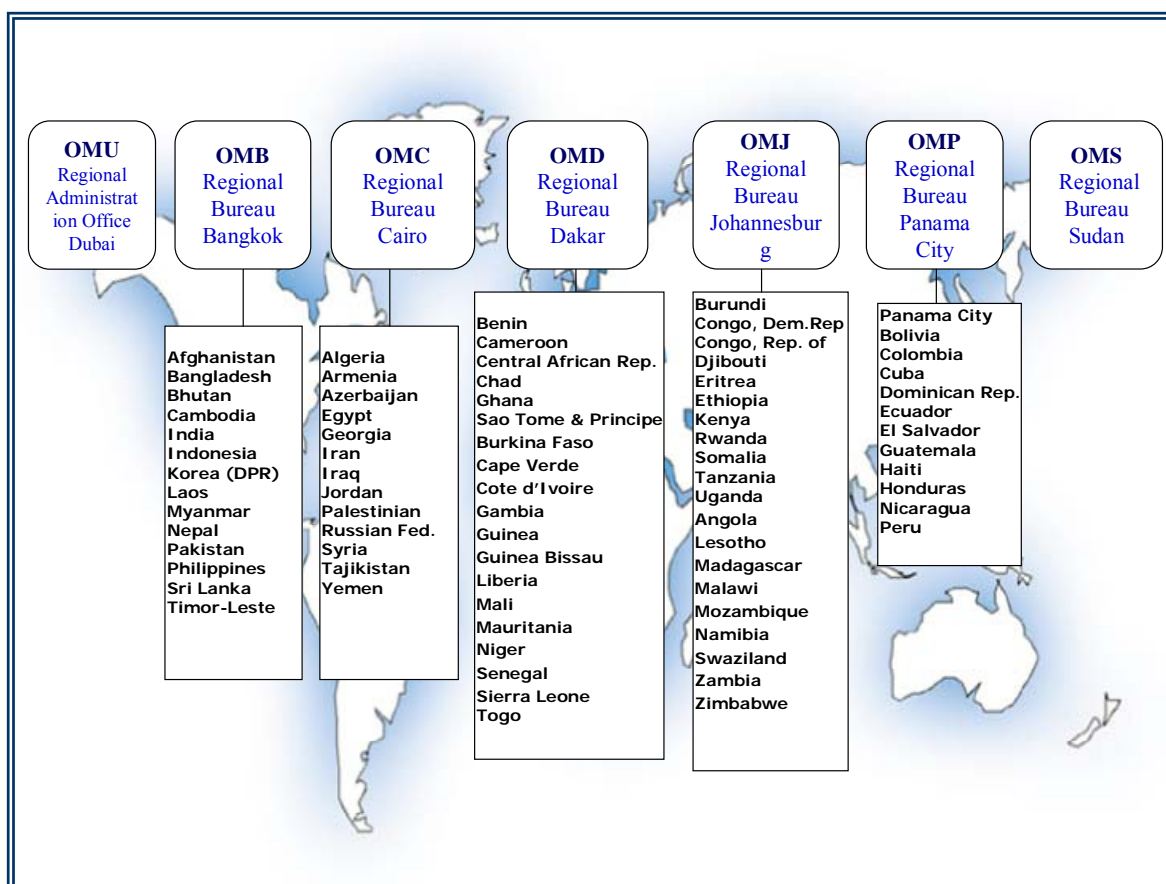 OMU
Regional
Administrat
ion Office
Dubai
OMB
Regional
Bureau
Bangkok
OMC
Regional
Bureau
Cairo
OMD
Regional
Bureau
Dakar
OMJ
Regional
Bureau
Johannesbur
g
OMP
Regional
Bureau
Panama
City
OMS
Regional
Bureau
Sudan
Afghanistan
Bangladesh
Bhutan
Cambodia
India
Indonesia
Korea (DPR)
Laos
Myanmar
Nepal
Pakistan
Philippines
Sri Lanka
Timor-Leste
Algeria
Armenia
Azerbaijan
Egypt
Georgia
Iran
Iraq
Jordan
Palestinian
Russian Fed.
Syria
Tajikistan
Yemen
Benin
Cameroon
Central African Rep.
Chad
Ghana
Sao Tome & Principe
Burkina Faso
Cape Verde
Cote d'Ivoire
Gambia
Guinea
Guinea Bissau
Liberia
Mali
Mauritania
Niger
Senegal
Sierra Leone
Togo
Burundi
Congo, Dem.Rep
Congo, Rep. of
Djibouti
Eritrea
Ethiopia
Kenya
Rwanda
Somalia
Tanzania
Uganda
Angola
Lesotho
Madagascar
Malawi
Mozambique
Namibia
Swaziland
Zambia
Zimbabwe
Panama City
Bolivia
Colombia
Cuba
Dominican Rep.
Ecuador
El Salvador
Guatemala
Haiti
Honduras
Nicaragua
Peru